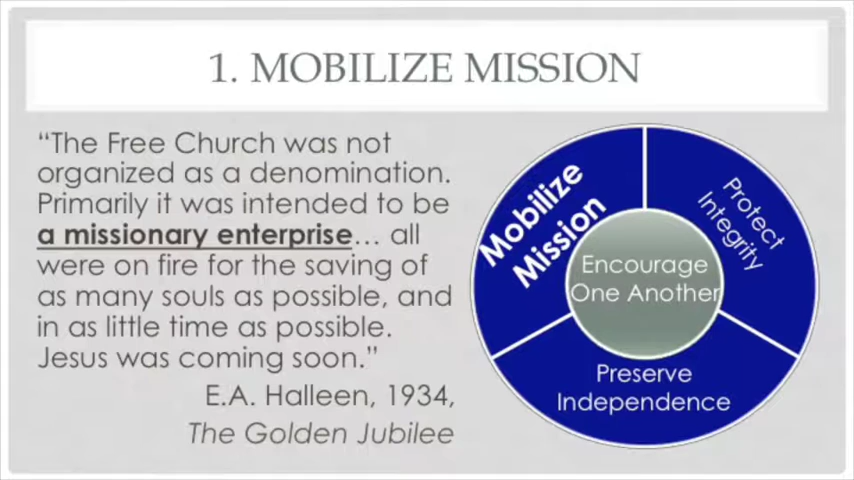 1. MOBILIZE MISSION
“The Free Church was not
organized as a denomination.
Primarily it was intended to be
a missionary enterprise… all
were on fire for the saving of
as many souls as possible, and
in as little time as possible.
Jesus was coming soon.”
E.A. Halleen, 1934,
The Golden Jubilee
Mobilize
Mission
Protect
Integrity
Encourage
One Another
Preserve
Independence